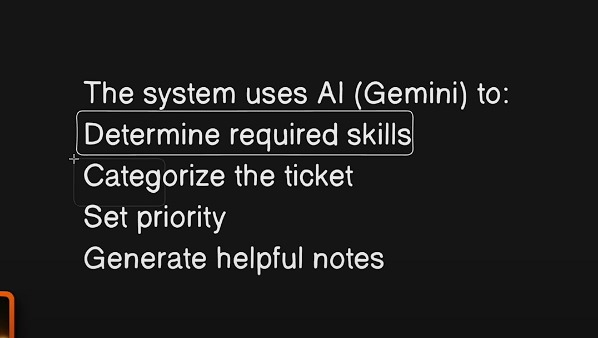 The system uses AI (Gemini) to:
Determine required skills
Categorize the ticket
Set priority
Generate helpful notes